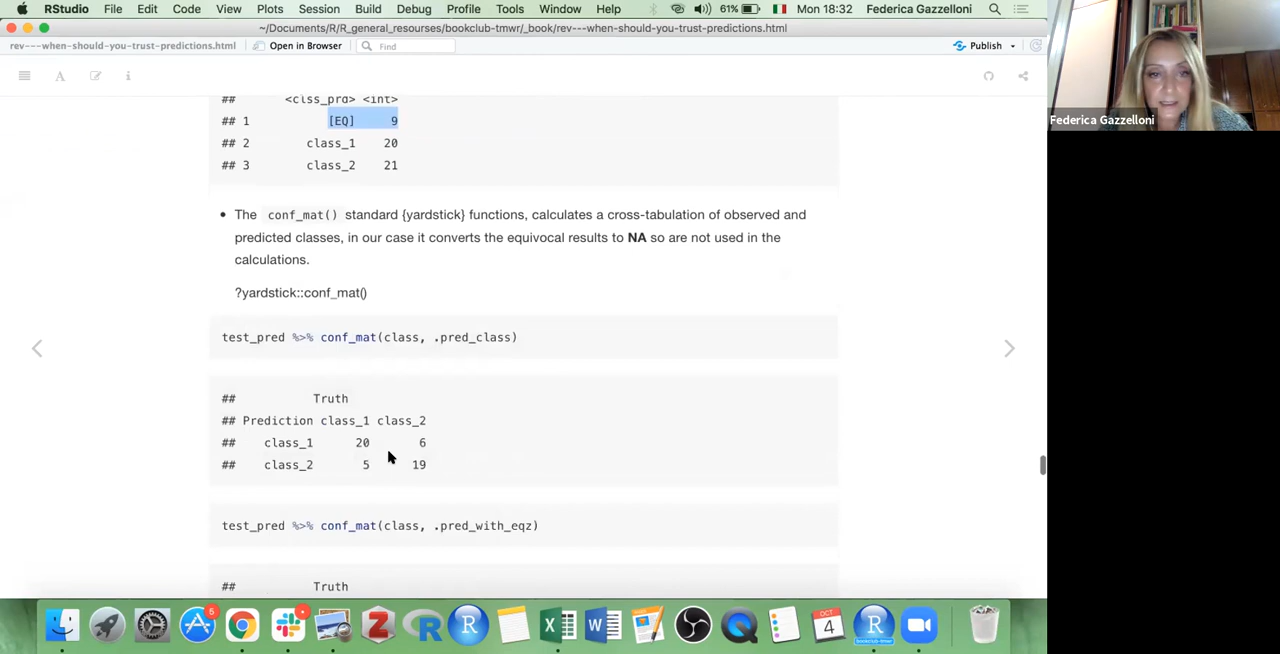 RStudio File Edit Code View Plots Session Build Debug Profile Tools Window Help 61% Mon 18:32 Federica Gazzelloni
~/Documents/R/R_general_resourses/bookclub-tmwr/_book/rev---when-should-you-trust-predictions.html
rev---when-should-you-trust-predictions.html Open in Browser Find Publish
A i
## <clss_prd> <int>
## 1 [EQ] 9
## 2 class_1 20
## 3 class_2 21
• The conf_mat() standard {yardstick} functions, calculates a cross-tabulation of observed and
predicted classes, in our case it converts the equivocal results to NA so are not used in the
calculations.
?yardstick::conf_mat()
test_pred %>% conf_mat(class, .pred_class)
## Truth
## Prediction class_1 class_2
## class_1 20 6
## class_2 5 19
test_pred %>% conf_mat(class, .pred_with_eqz)
## Truth
Federica Gazzelloni
5
OCT
4
bookclub-tmwr